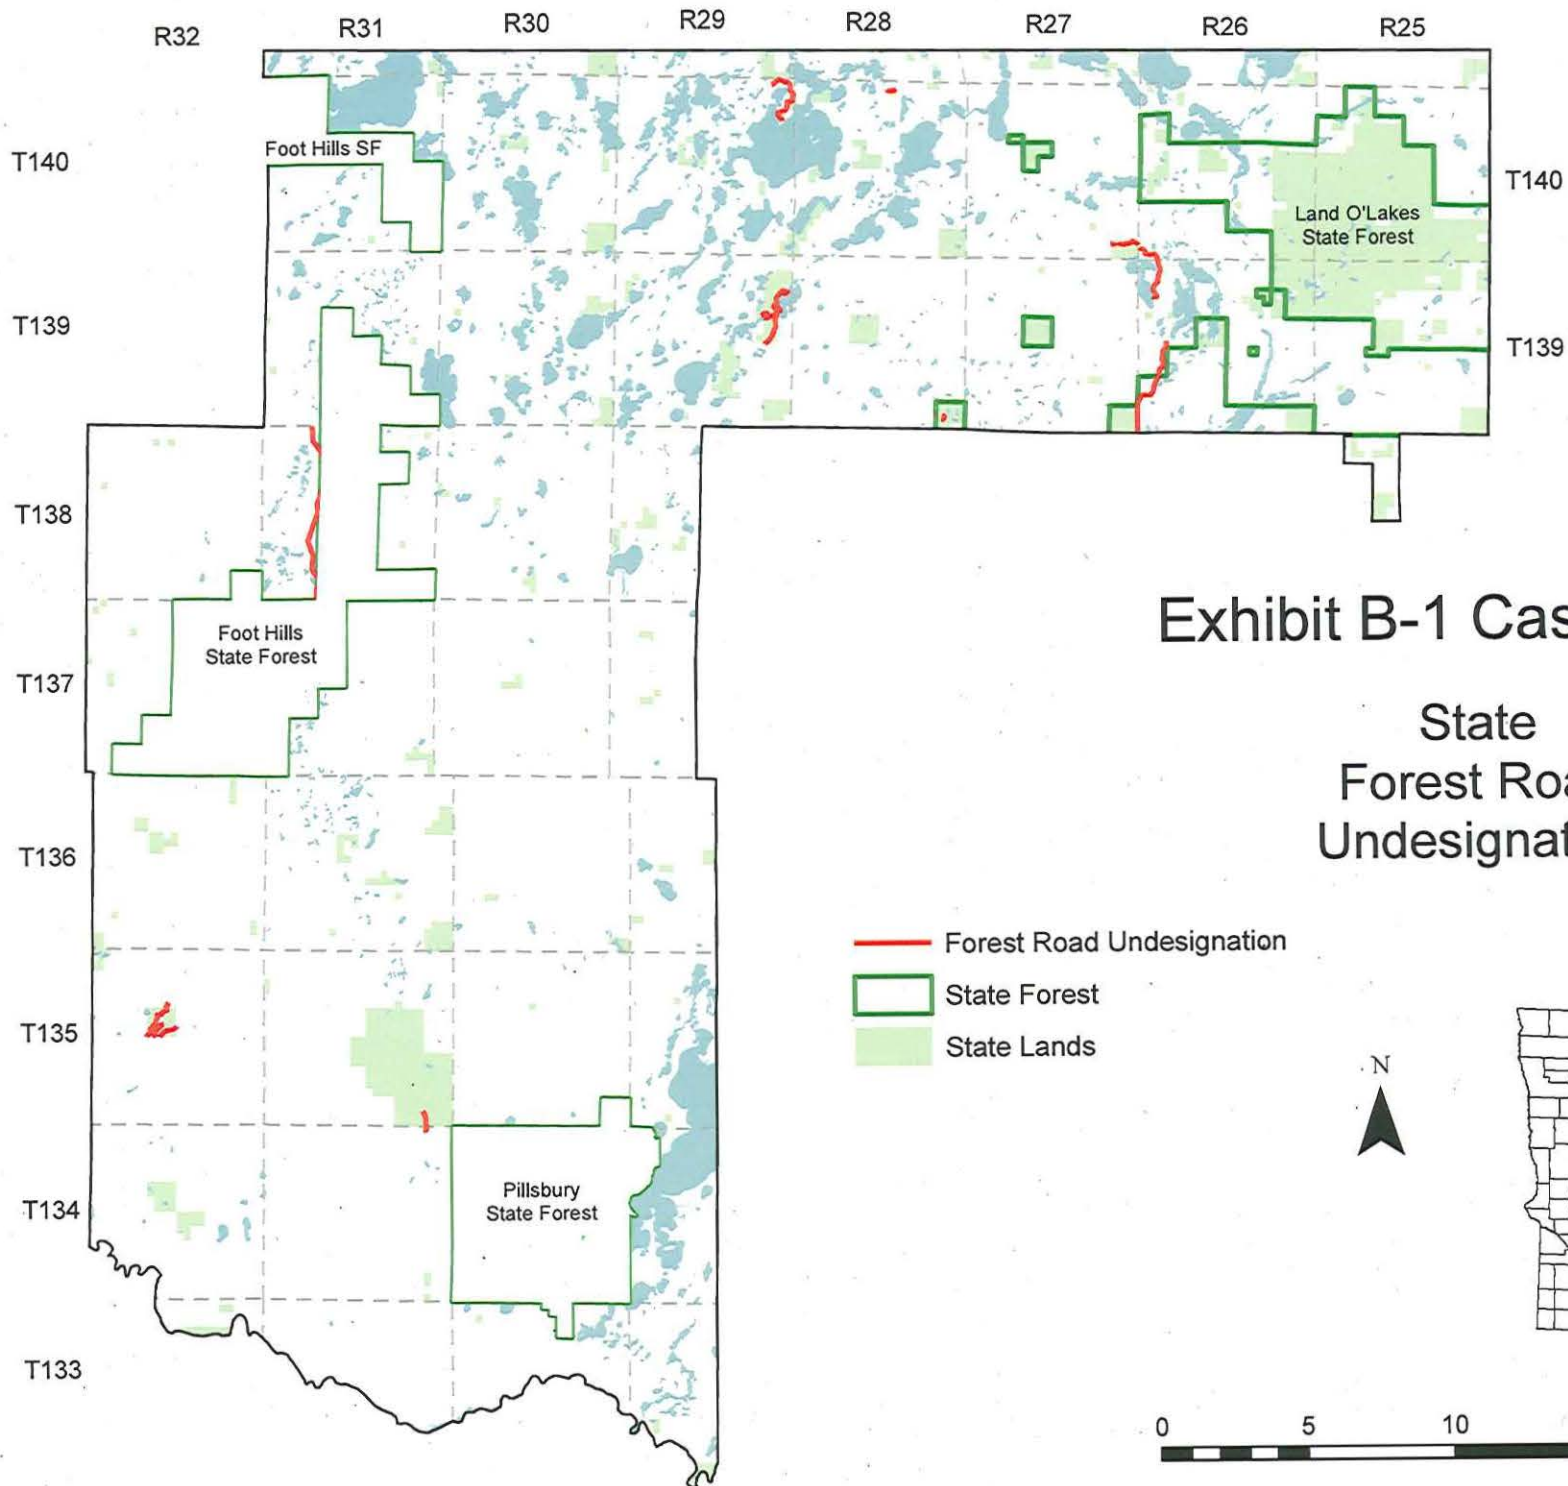 R32
R31
R30
R29
R28
R27
R26
R25
T140
Foot Hills SF
T140
Land O'Lakes
State Forest
T139
T139
T138
Exhibit B-1 Cas
Foot Hills
State Forest
T137
State
Forest Roa
Undesignat
T136
Forest Road Undesignation
State Forest
State Lands
T135
N
Pillsbury
State Forest
T134
T133
0
5
10